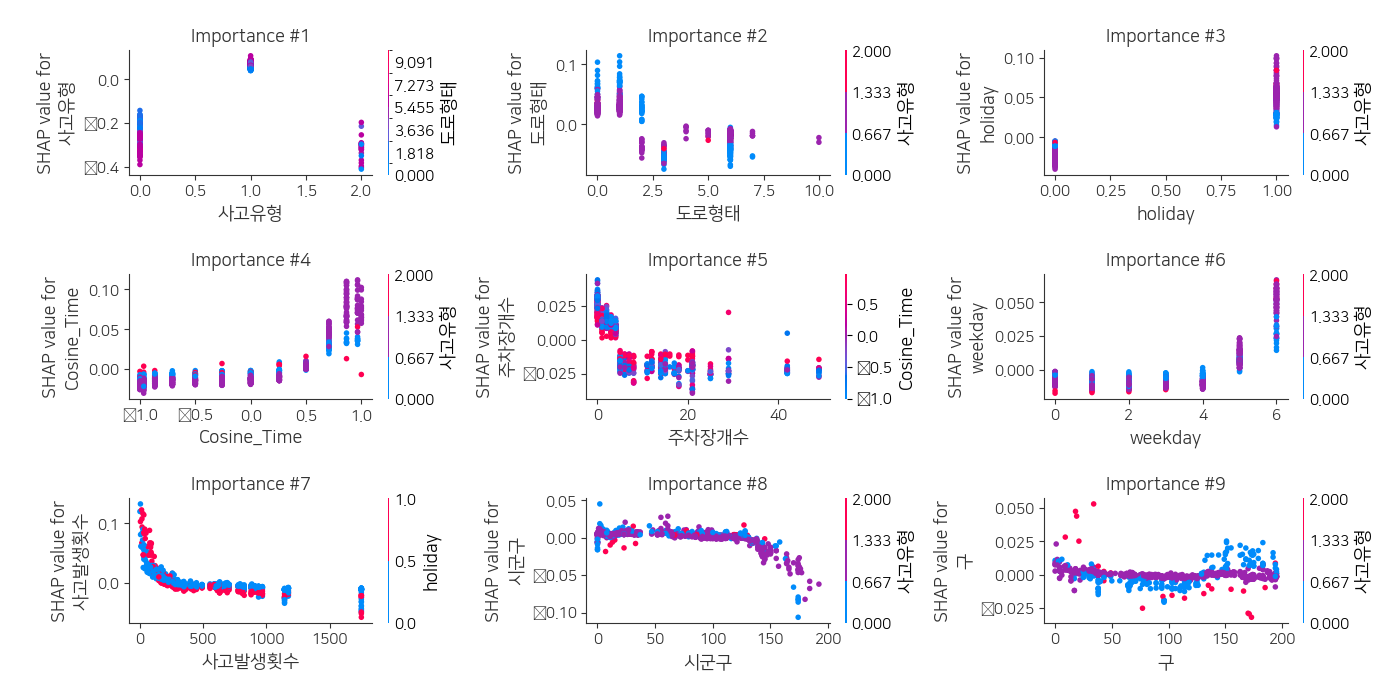 Importance #1
SHAP value for
사고유형
0.0
0.2
0.4
0.0
0.5
1.0
1.5
2.0
사고유형
9.091
7.273
5.455
3.636
1.818
0.000
도로형태
Importance #2
SHAP value for
도로형태
0.1
0.0
0.0
2.5
5.0
7.5
10.0
도로형태
2.000
1.333
0.667
0.000
사고유형
Importance #3
SHAP value for
holiday
0.10
0.05
0.00
0.00
0.25
0.50
0.75
1.00
holiday
2.000
1.333
0.667
0.000
사고유형
Importance #4
SHAP value for
Cosine_Time
0.10
0.05
0.00
1.0
0.5
0.0
0.5
1.0
Cosine_Time
2.000
1.333
0.667
0.000
사고유형
Importance #5
SHAP value for
주차장개수
0.025
0.000
0.025
0
20
40
주차장개수
0.5
0.0
0.5
1.0
Cosine_Time
Importance #6
SHAP value for
weekday
0.050
0.025
0.000
0
2
4
6
weekday
2.000
1.333
0.667
0.000
사고유형
Importance #7
SHAP value for
사고발생횟수
0.1
0.0
0
500
1000
1500
사고발생횟수
1.0
0.5
0.0
holiday
Importance #8
SHAP value for
시군구
0.05
0.00
0.05
0.10
0
50
100
150
200
시군구
2.000
1.333
0.667
0.000
사고유형
Importance #9
SHAP value for
구
0.050
0.025
0.000
0.025
0
50
100
150
200
구
2.000
1.333
0.667
0.000
사고유형